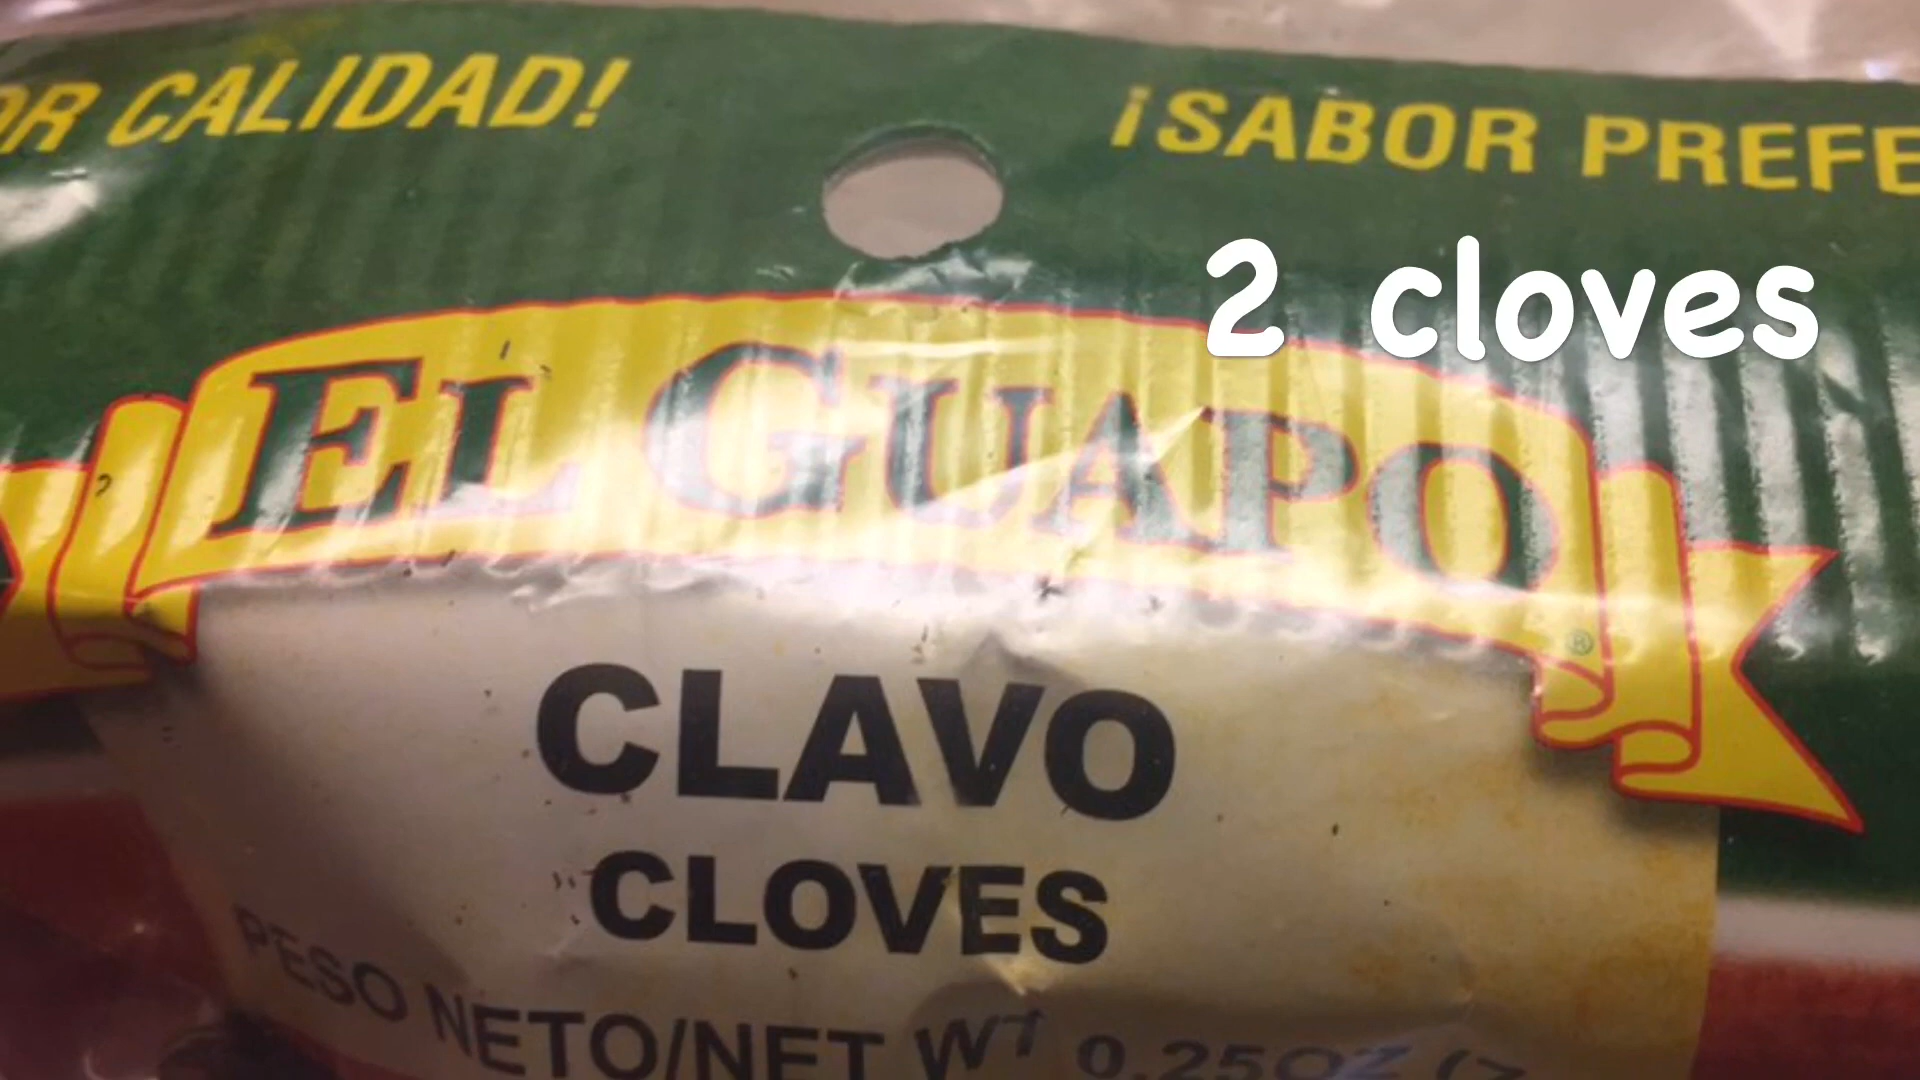 OR CALIDAD!
¡SABOR PREFE
2 cloves
EL GUAPO
®
CLAVO
CLOVES
PESO NETO/NET WT 0.25OZ